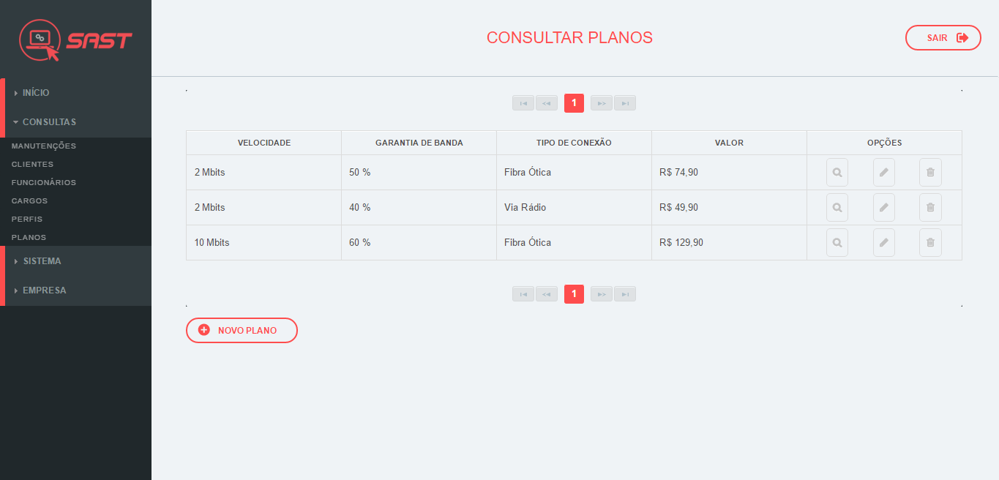 SAST
CONSULTAR PLANOS
SAIR
INÍCIO
CONSULTAS
MANUTENÇÕES
CLIENTES
FUNCIONÁRIOS
CARGOS
PERFIS
PLANOS
SISTEMA
EMPRESA
1
VELOCIDADE GARANTIA DE BANDA TIPO DE CONEXÃO VALOR OPÇÕES
2 Mbits 50 % Fibra Ótica R$ 74,90
2 Mbits 40 % Via Rádio R$ 49,90
10 Mbits 60 % Fibra Ótica R$ 129,90
1
NOVO PLANO